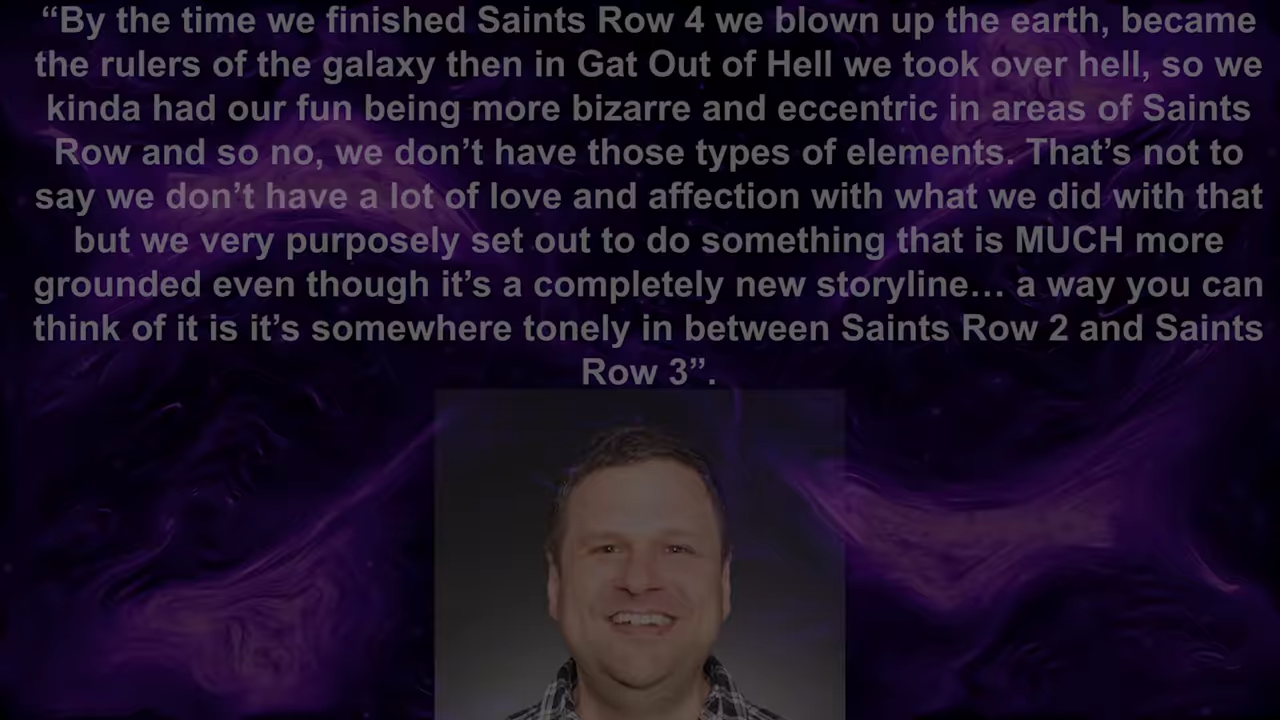 “By the time we finished Saints Row 4 we blown up the earth, became
the rulers of the galaxy then in Gat Out of Hell we took over hell, so we
kinda had our fun being more bizarre and eccentric in areas of Saints
Row and so no, we don’t have those types of elements. That’s not to
say we don’t have a lot of love and affection with what we did with that
but we very purposely set out to do something that is MUCH more
grounded even though it’s a completely new storyline… a way you can
think of it is it’s somewhere tonely in between Saints Row 2 and Saints
Row 3”.